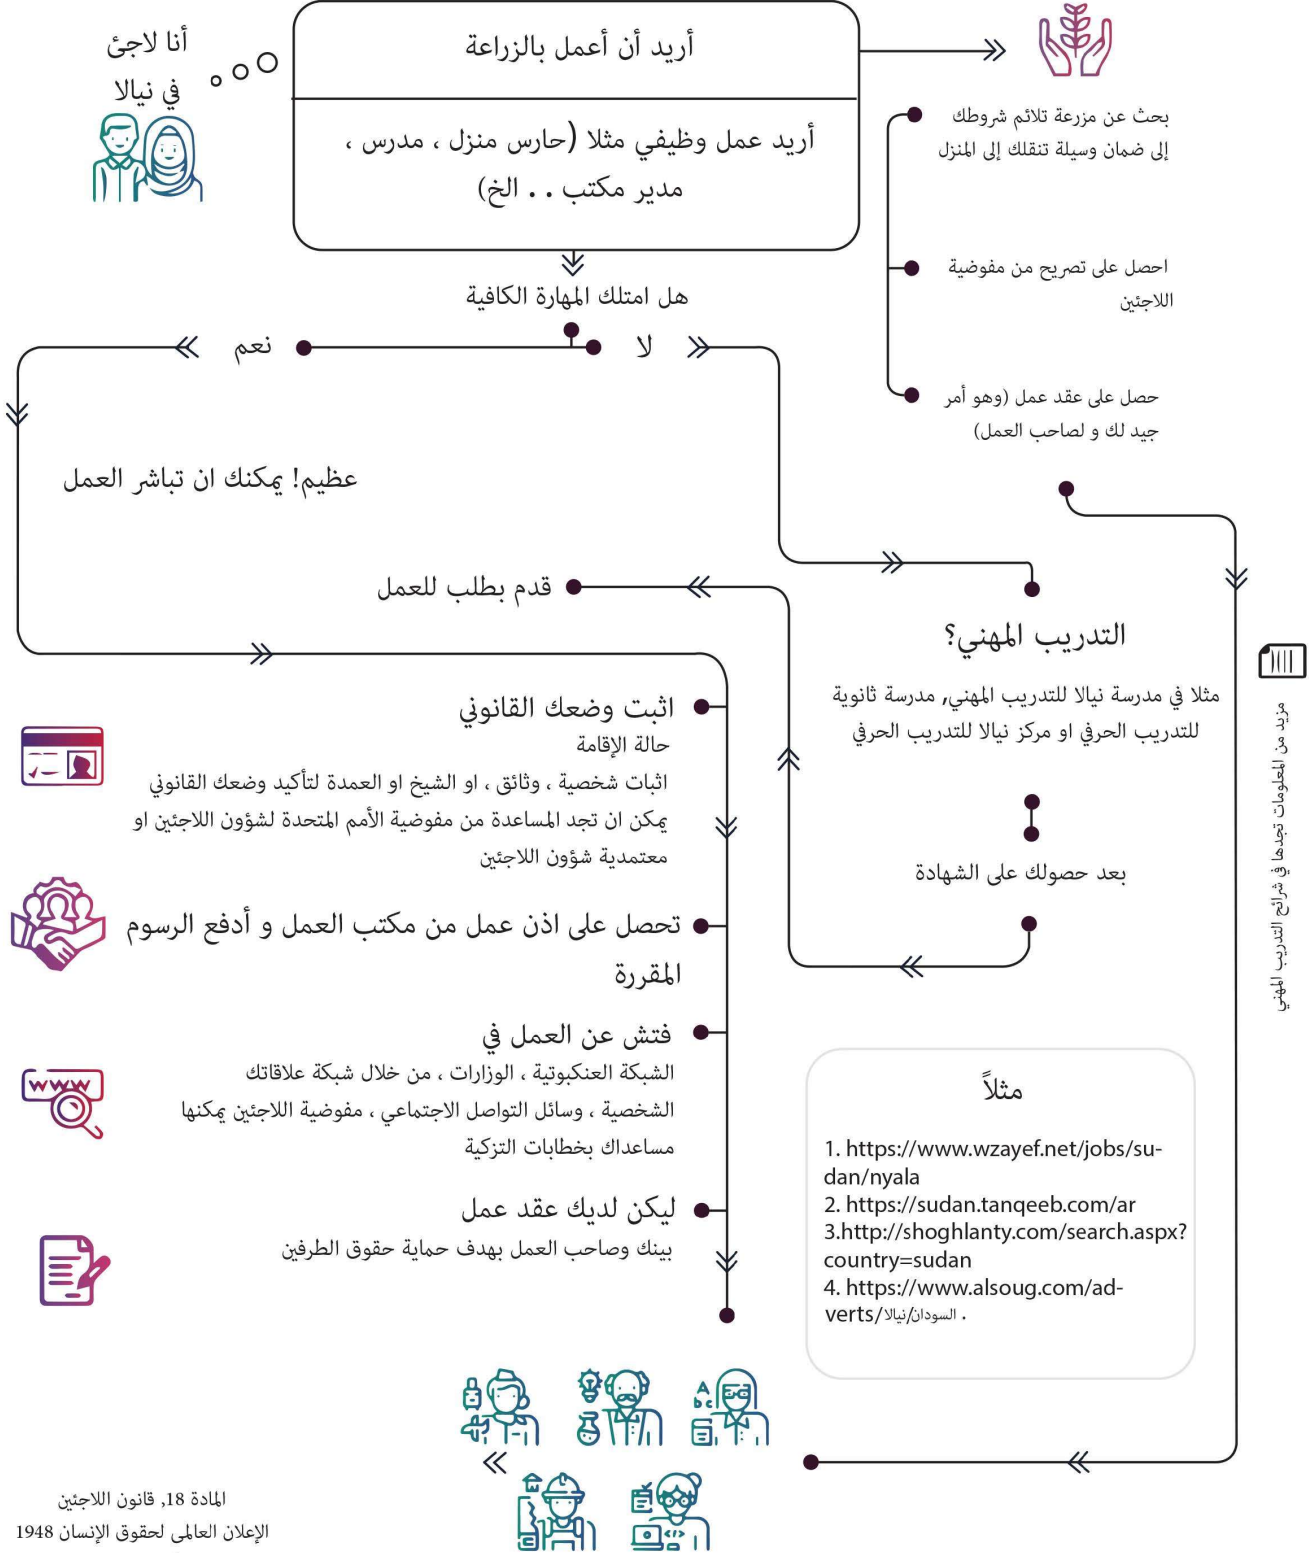 أنا لاجئ
في نيالا
أريد أن أعمل بالزراعة
أريد عمل وظيفي مثلا (حارس منزل ، مدرس ،
مدير مكتب . . الخ)
بحث عن مزرعة تلائم شروطك
إلى ضمان وسيلة تنقلك إلى المنزل
احصل على تصريح من مفوضية
اللاجئين
حصل على عقد عمل (وهو أمر
جيد لك و لصاحب العمل)
هل امتلك المهارة الكافية
لا
نعم
عظيم! يمكنك ان تباشر العمل
قدم بطلب للعمل
التدريب المهني؟
مثلا في مدرسة نيالا للتدريب المهني, مدرسة ثانوية
للتدريب الحرفي او مركز نيالا للتدريب الحرفي
بعد حصولك على الشهادة
مزيد من المعلومات تجدها في شرائح التدريب المهني
اثبت وضعك القانوني
حالة الإقامة
اثبات شخصية ، وثائق ، او الشيخ او العمدة لتأكيد وضعك القانوني
يمكن ان تجد المساعدة من مفوضية الأمم المتحدة لشؤون اللاجئين او
معتمدية شؤون اللاجئين
تحصل على اذن عمل من مكتب العمل و أدفع الرسوم
المقررة
فتش عن العمل في
الشبكة العنكبوتية ، الوزارات ، من خلال شبكة علاقاتك
الشخصية ، وسائل التواصل الاجتماعي ، مفوضية اللاجئين يمكنها
مساعداك بخطابات التزكية
www
ليكن لديك عقد عمل
بينك وصاحب العمل بهدف حماية حقوق الطرفين
مثلاً
1. https://www.wzayef.net/jobs/su-
dan/nyala
2. https://sudan.tanqeeb.com/ar
3.http://shoghlanty.com/search.aspx?
country=sudan
4. https://www.alsoug.com/ad-
verts/السودان/نيالا .
A
b c
المادة 18, قانون اللاجئين
الإعلان العالمى لحقوق الإنسان 1948